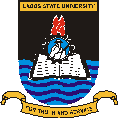 LAGOS STATE UNIVERSITY
FOR TRUTH AND SERVICE